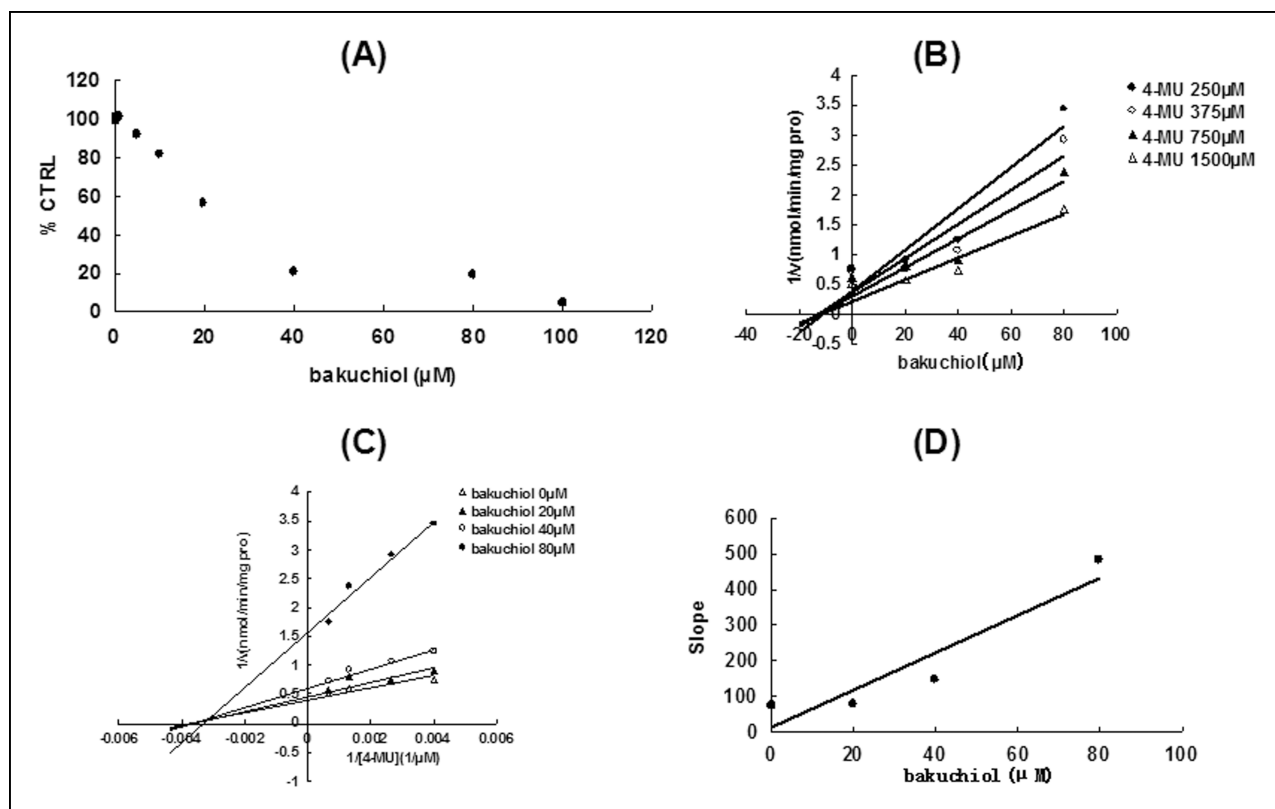 (A)
120
100
80
60
40
20
0
% CTRL
0 20 40 60 80 100 120
bakuchiol (µM)
(B)
4
3.5
3
2.5
2
1.5
1
0.5
0
-0.5
1/v(nmol/min/mg pro)
-40 -20 0 20 40 60 80 100
bakuchiol(µM)
4-MU 250µM
4-MU 375µM
4-MU 750µM
4-MU 1500µM
(C)
4
3.5
3
2.5
2
1.5
1
0.5
0
-0.5
-1
1/v(nmol/min/mg pro)
-0.006 -0.004 -0.002 0 0.002 0.004 0.006
1/[4-MU](1/µM)
bakuchiol 0µM
bakuchiol 20µM
bakuchiol 40µM
bakuchiol 80µM
(D)
600
500
400
300
200
100
0
Slope
0 20 40 60 80 100
bakuchiol (µM)